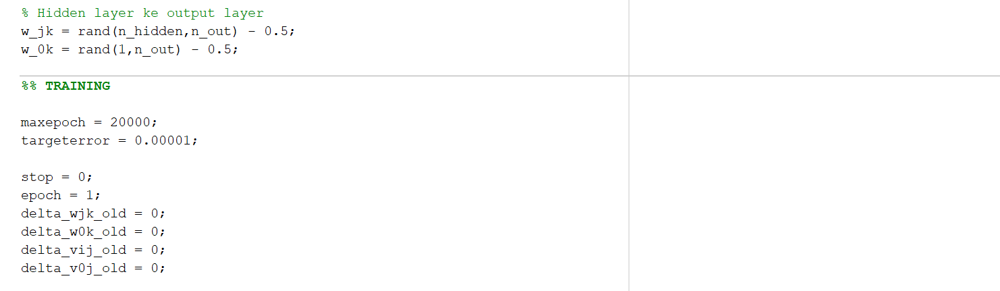 % Hidden layer ke output layer
w_jk = rand(n_hidden,n_out) - 0.5;
w_0k = rand(1,n_out) - 0.5;
%% TRAINING
maxepoch = 20000;
targeterror = 0.00001;
stop = 0;
epoch = 1;
delta_wjk_old = 0;
delta_w0k_old = 0;
delta_vij_old = 0;
delta_v0j_old = 0;